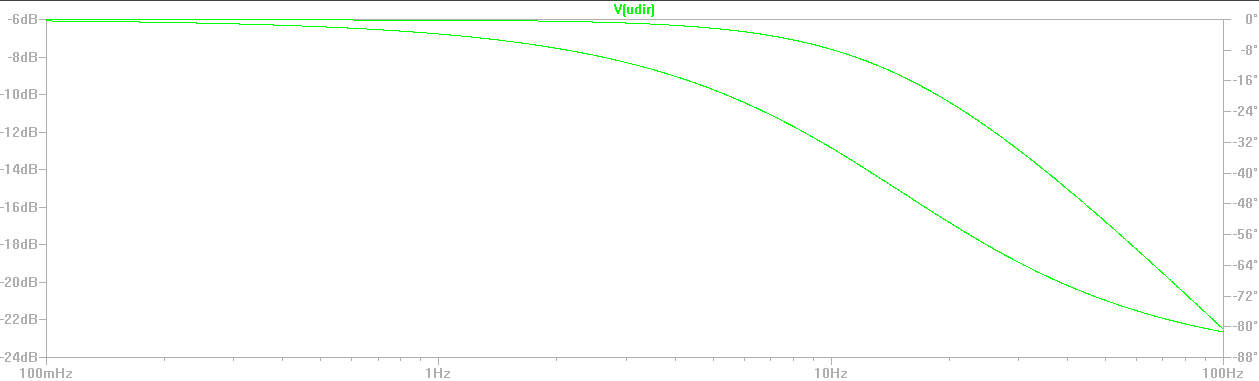 V(udir)
-6dB
-8dB
-10dB
-12dB
-14dB
-16dB
-18dB
-20dB
-22dB
-24dB
0°
-8°
-16°
-24°
-32°
-40°
-48°
-56°
-64°
-72°
-80°
-88°
100mHz 1Hz 10Hz 100Hz